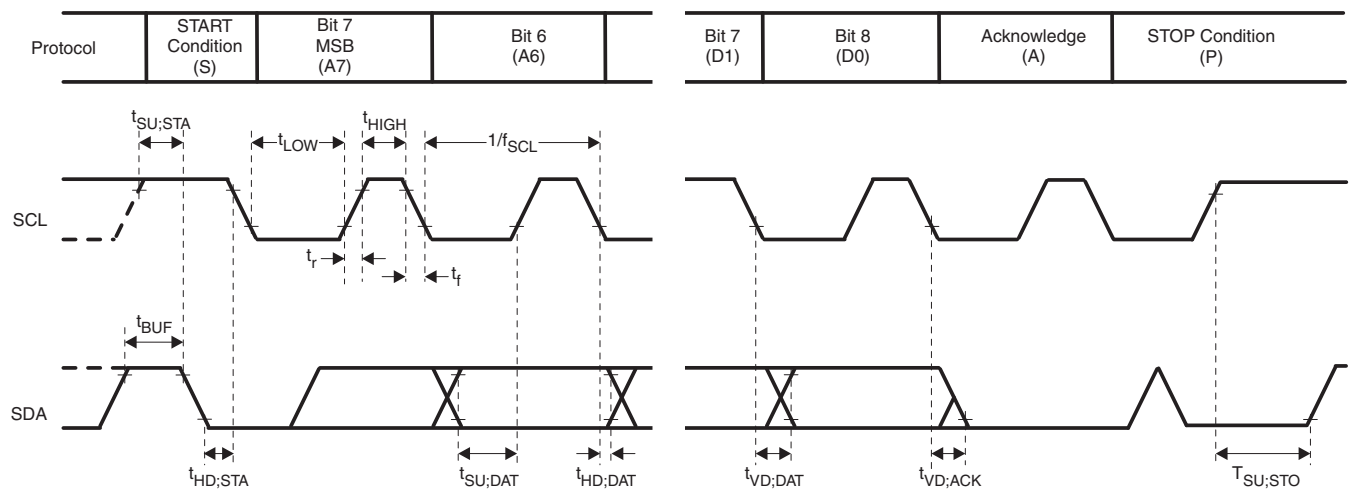 Protocol
START
Condition
(S)
Bit 7
MSB
(A7)
Bit 6
(A6)
Bit 7
(D1)
Bit 8
(D0)
Acknowledge
(A)
STOP Condition
(P)
tSU;STA
tLOW
tHIGH
1/fSCL
SCL
tr
tf
tBUF
SDA
tHD;STA
tSU;DAT
tHD;DAT
tVD;DAT
tVD;ACK
TSU;STO